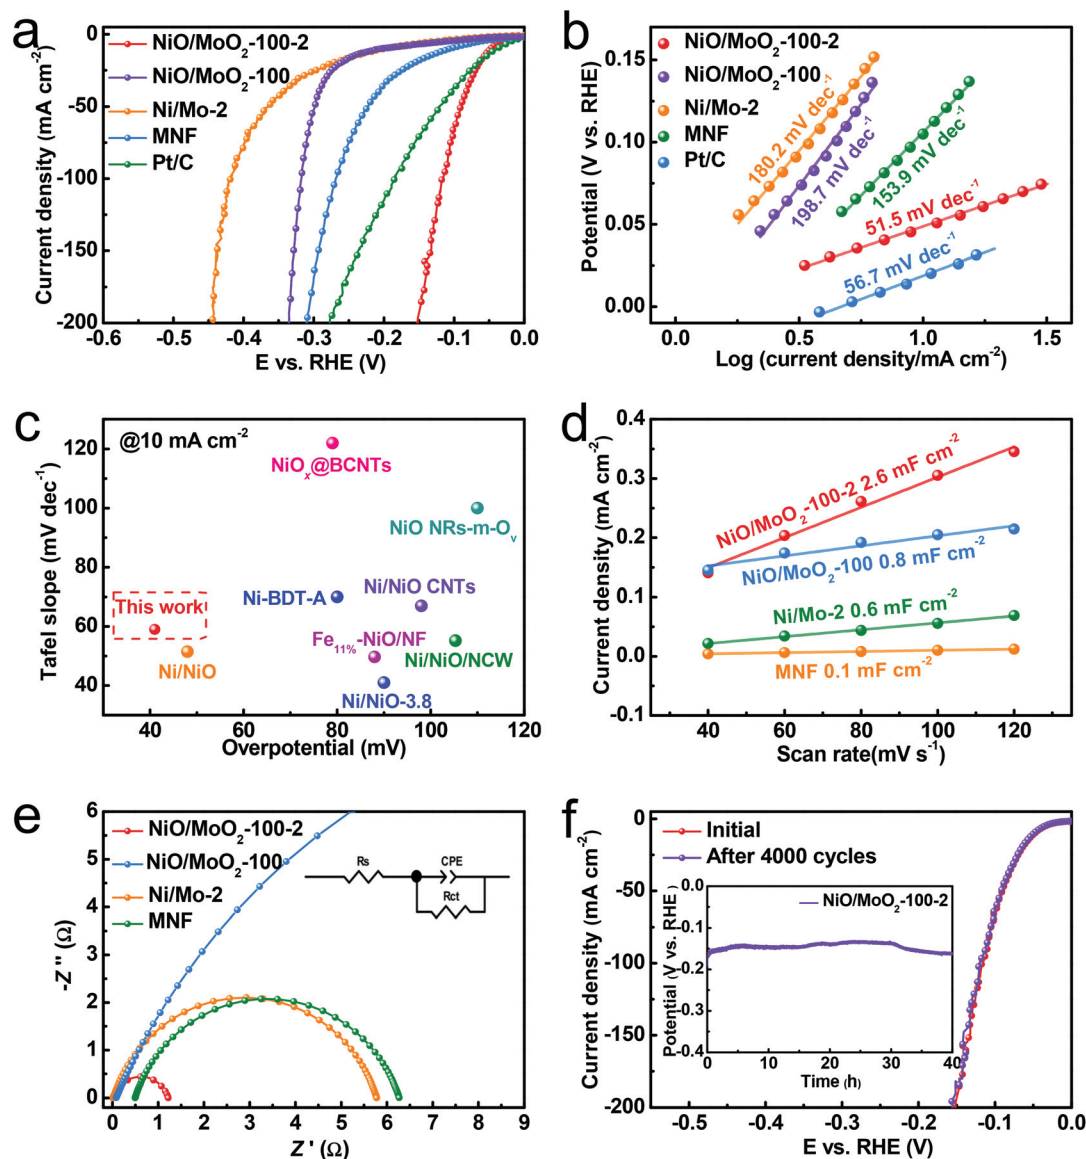 a
NiO/MoO₂-100-2
NiO/MoO₂-100
Ni/Mo-2
MNF
Pt/C
0
-50
-100
-150
-200
-0.6
-0.5
-0.4
-0.3
-0.2
-0.1
0.0
Current density (mA cm⁻²)
E vs. RHE (V)
b
NiO/MoO₂-100-2
NiO/MoO₂-100
Ni/Mo-2
MNF
Pt/C
180.2 mV dec⁻¹
198.7 mV dec⁻¹
153.9 mV dec⁻¹
51.5 mV dec⁻¹
56.7 mV dec⁻¹
0.15
0.10
0.05
0.00
0.0
0.5
1.0
1.5
Potential (V vs. RHE)
Log (current density/mA cm⁻²)
c
@10 mA cm⁻²
NiOₓ@BCNTs
NiO NRs-m-Oᵥ
Ni-BDT-A
Ni/NiO CNTs
This work
Fe₁₁%-NiO/NF
Ni/NiO
Ni/NiO/NCW
Ni/NiO-3.8
120
100
80
60
40
40
60
80
100
120
Tafel slope (mV dec⁻¹)
Overpotential (mV)
d
NiO/MoO₂-100-2 2.6 mF cm⁻²
NiO/MoO₂-100 0.8 mF cm⁻²
Ni/Mo-2 0.6 mF cm⁻²
MNF 0.1 mF cm⁻²
0.4
0.3
0.2
0.1
0.0
-0.1
40
60
80
100
120
Current density (mA cm⁻²)
Scan rate(mV s⁻¹)
e
NiO/MoO₂-100-2
NiO/MoO₂-100
Ni/Mo-2
MNF
Rs
CPE
Rct
6
5
4
3
2
1
0
0
1
2
3
4
5
6
7
8
9
-Z'' (Ω)
Z ' (Ω)
f
Initial
After 4000 cycles
NiO/MoO₂-100-2
0.0
-0.1
-0.2
-0.3
-0.4
0
10
20
30
40
Potential (V vs. RHE )
Time (h)
0
-50
-100
-150
-200
-0.5
-0.4
-0.3
-0.2
-0.1
0.0
Current density (mA cm⁻²)
E vs. RHE (V)